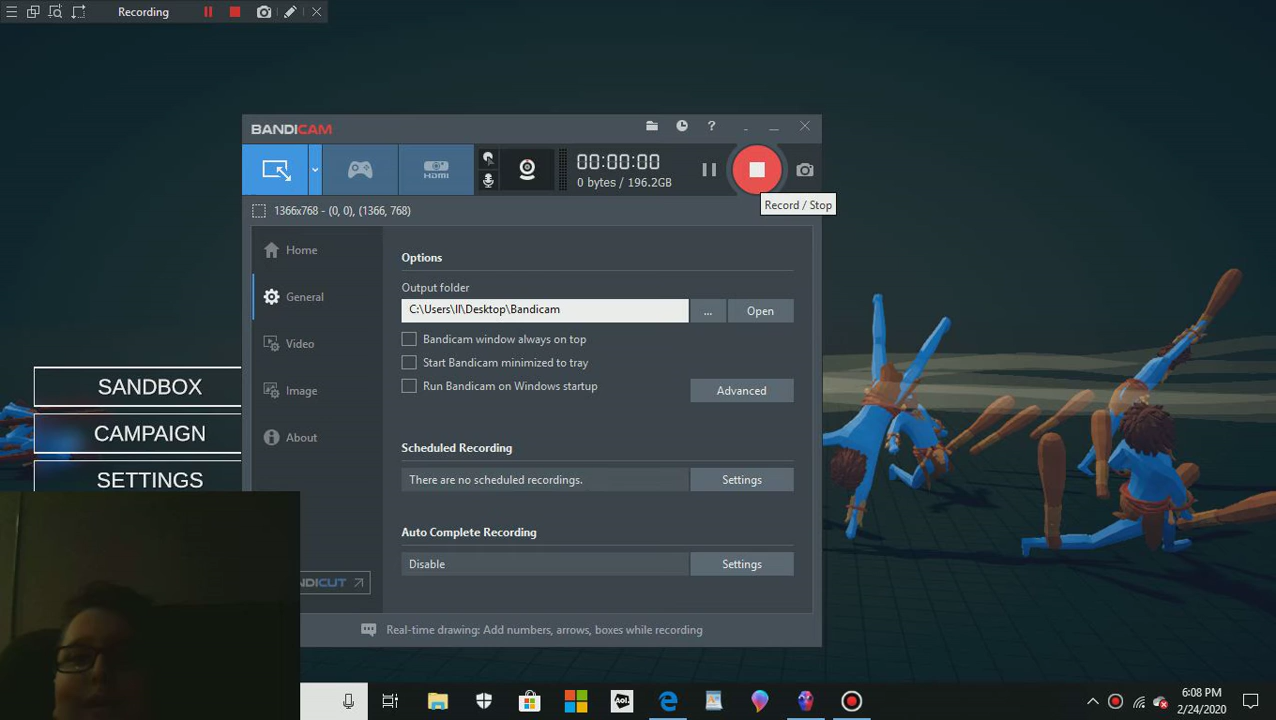 Recording
BANDICAM
?
HDMI
00:00:00
0 bytes / 196.2GB
Record / Stop
1366x768 - (0, 0), (1366, 768)
Home
General
Video
Image
About
Options
Output folder
C:\Users\II\Desktop\Bandicam
...
Open
Bandicam window always on top
Start Bandicam minimized to tray
Run Bandicam on Windows startup
Advanced
Scheduled Recording
There are no scheduled recordings.
Settings
Auto Complete Recording
Disable
Settings
NDICUT
Real-time drawing: Add numbers, arrows, boxes while recording
SANDBOX
CAMPAIGN
SETTINGS
Aol.
6:08 PM
2/24/2020